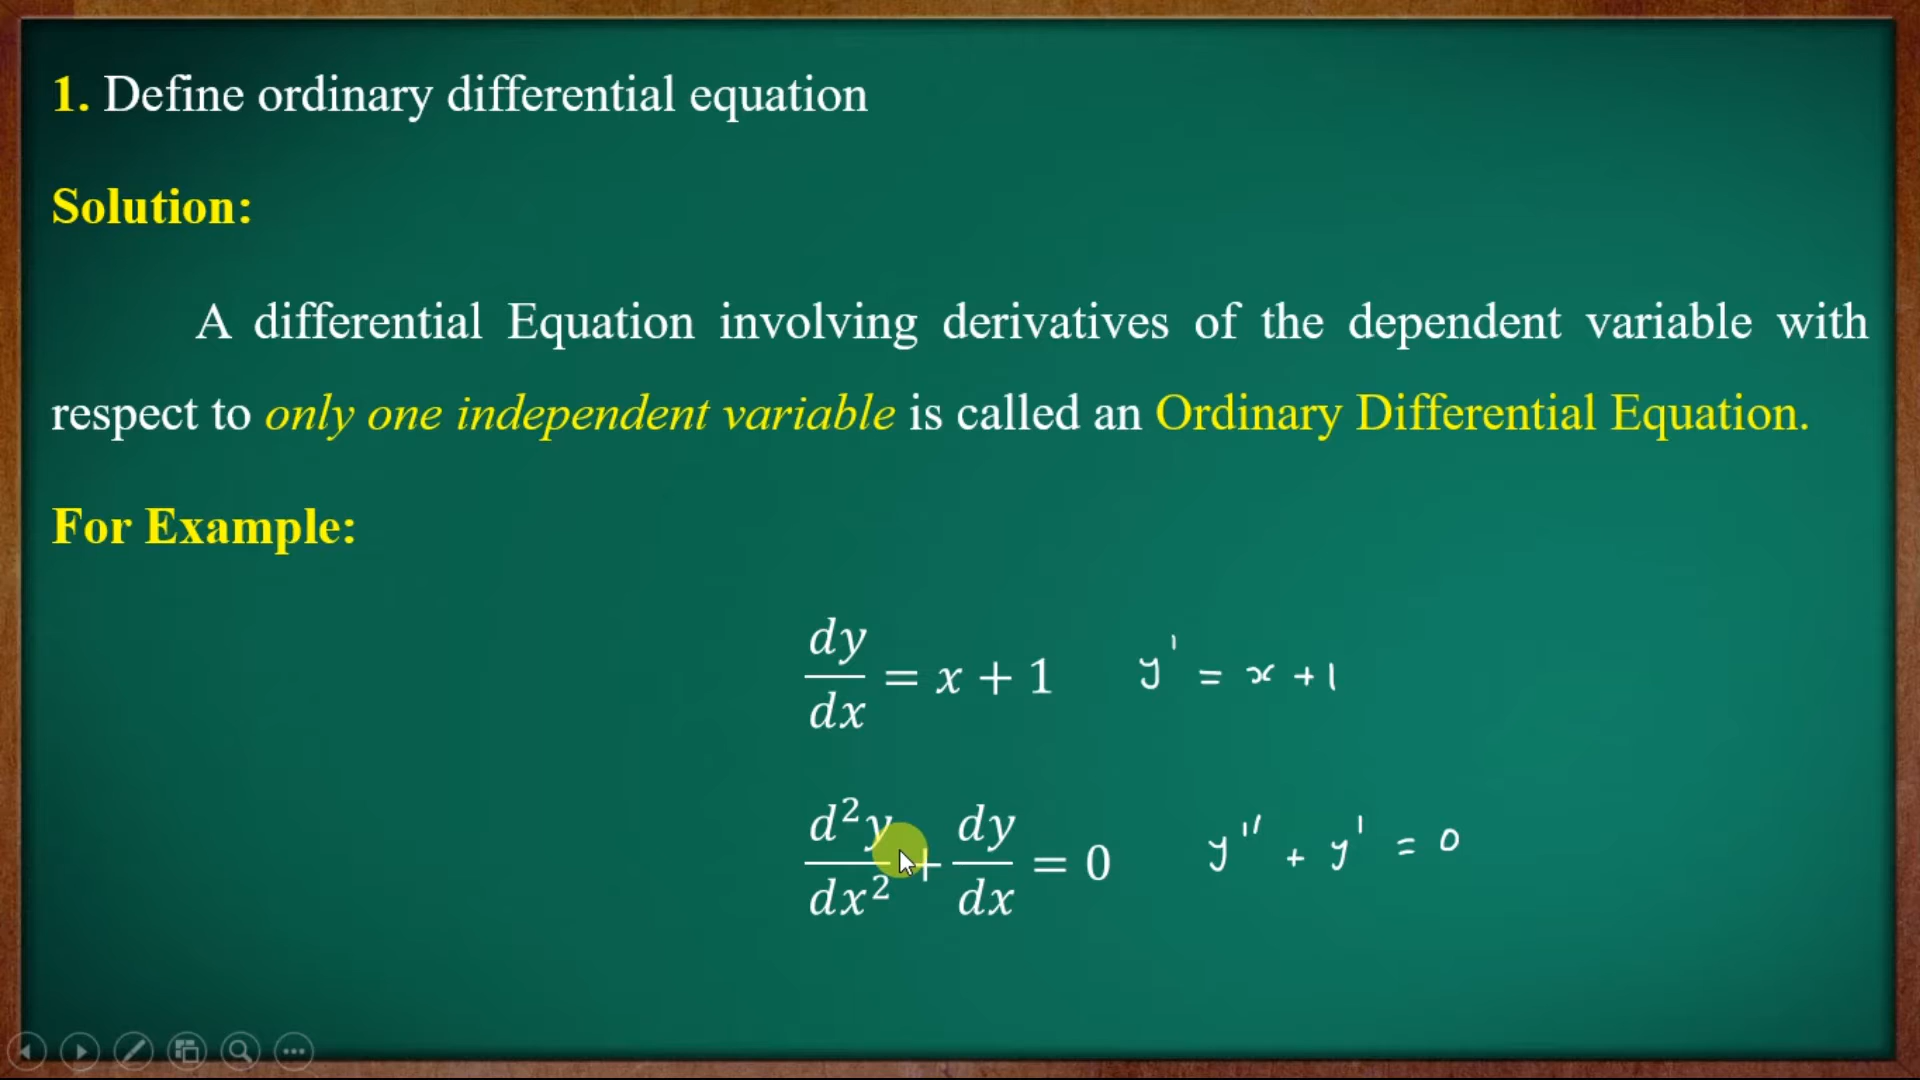 1. Define ordinary differential equation
Solution:
A differential Equation involving derivatives of the dependent variable with
respect to only one independent variable is called an Ordinary Differential Equation.
For Example:
dy/dx = x + 1    y' = x + 1
d²y/dx² + dy/dx = 0    y'' + y' = 0